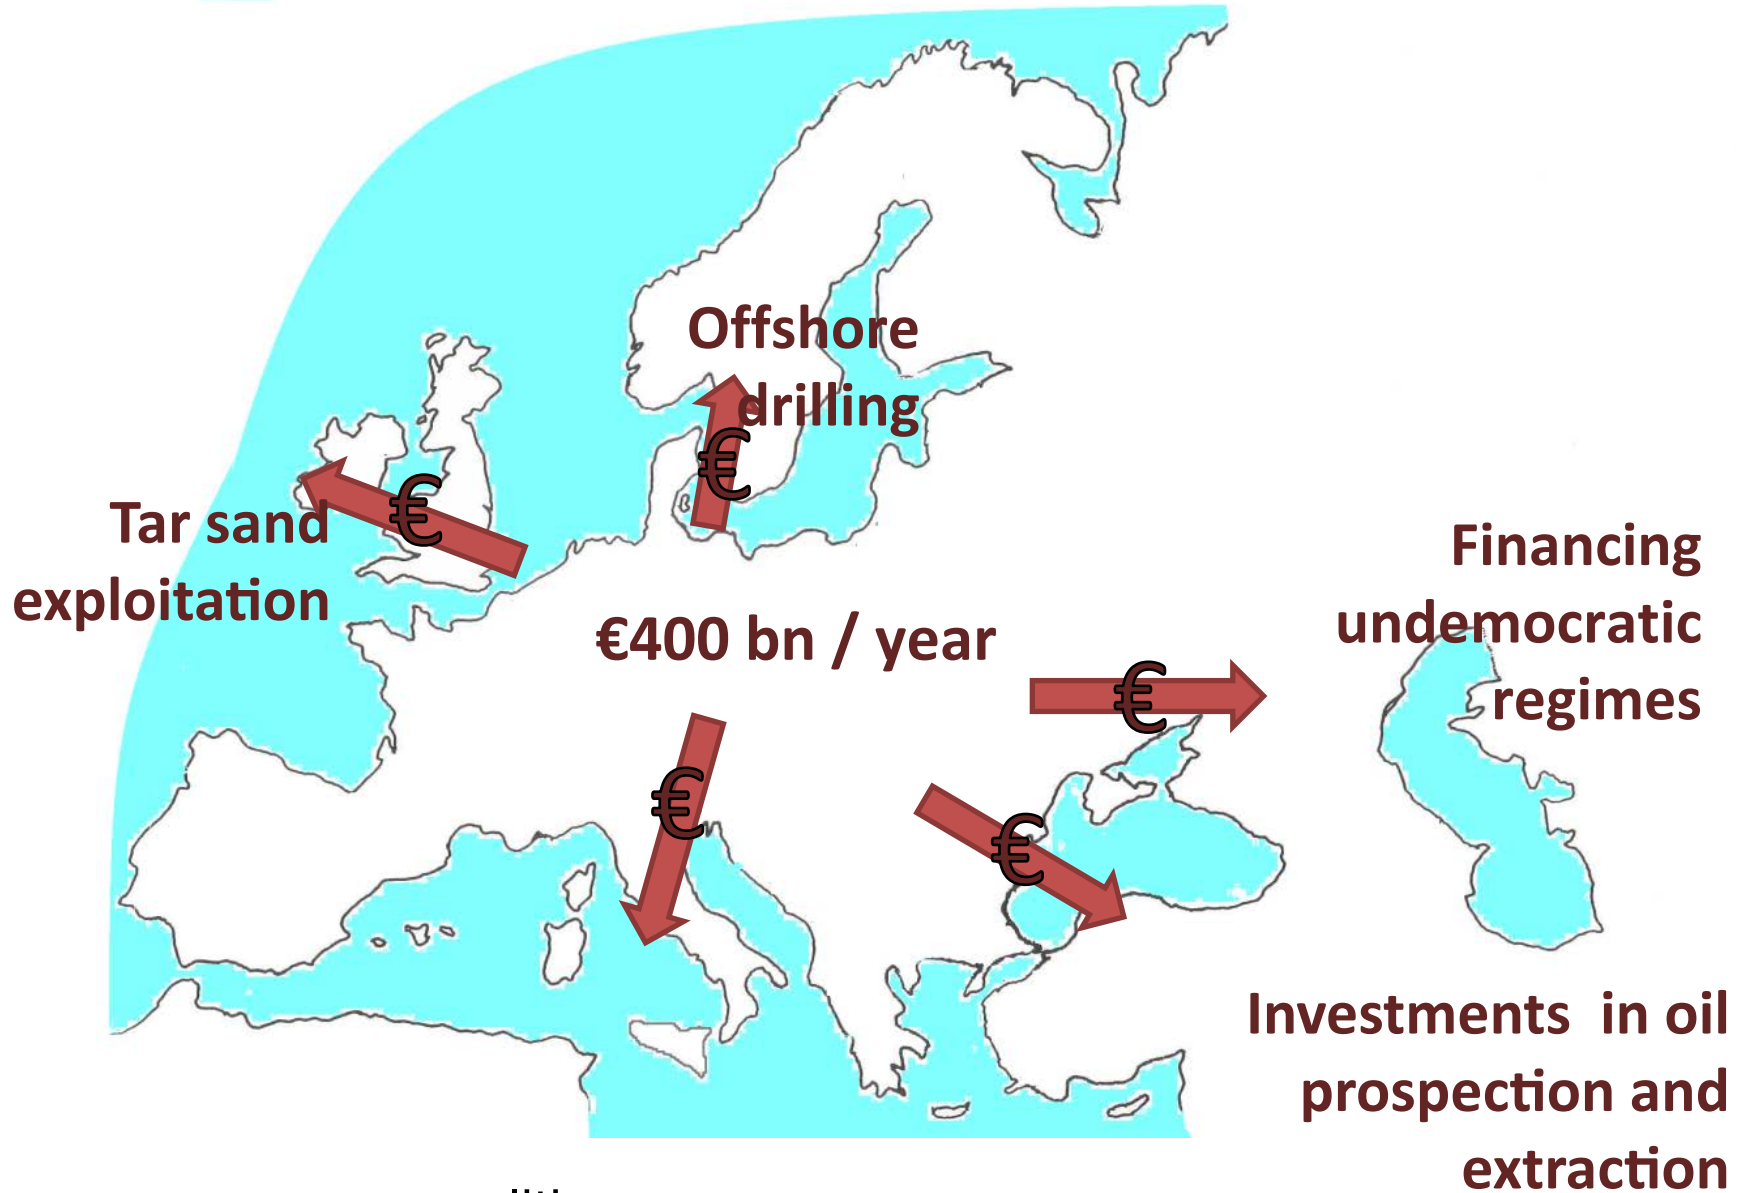 Offshore
drilling
€
€
Tar sand
exploitation
Financing
undemocratic
regimes
€400 bn / year
€
€
€
Investments in oil
prospection and
extraction